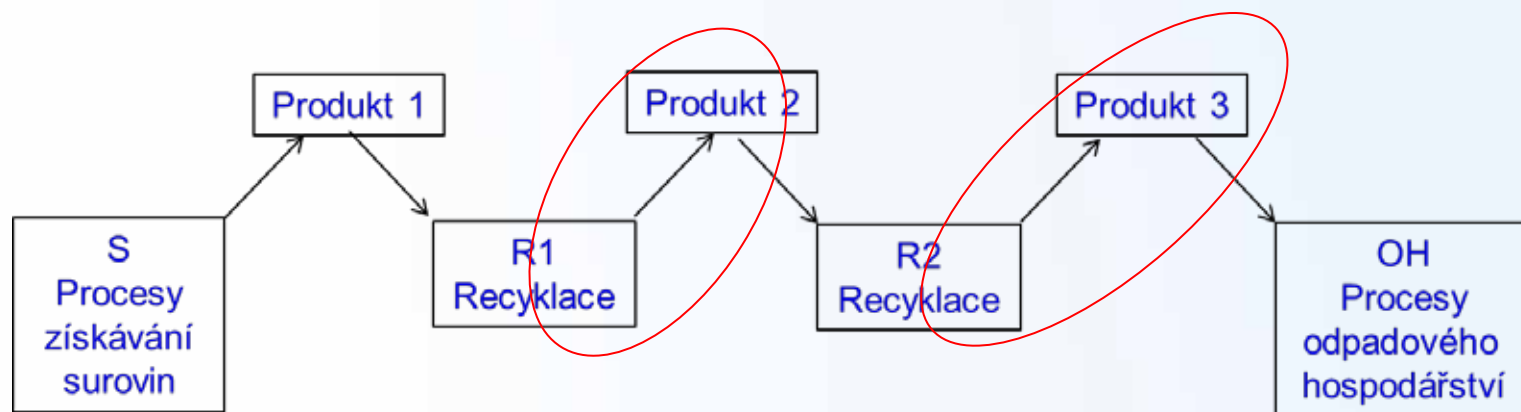 Produkt 1
Produkt 2
Produkt 3
S
Procesy
získávání
surovin
R1
Recyklace
R2
Recyklace
OH
Procesy
odpadového
hospodářství